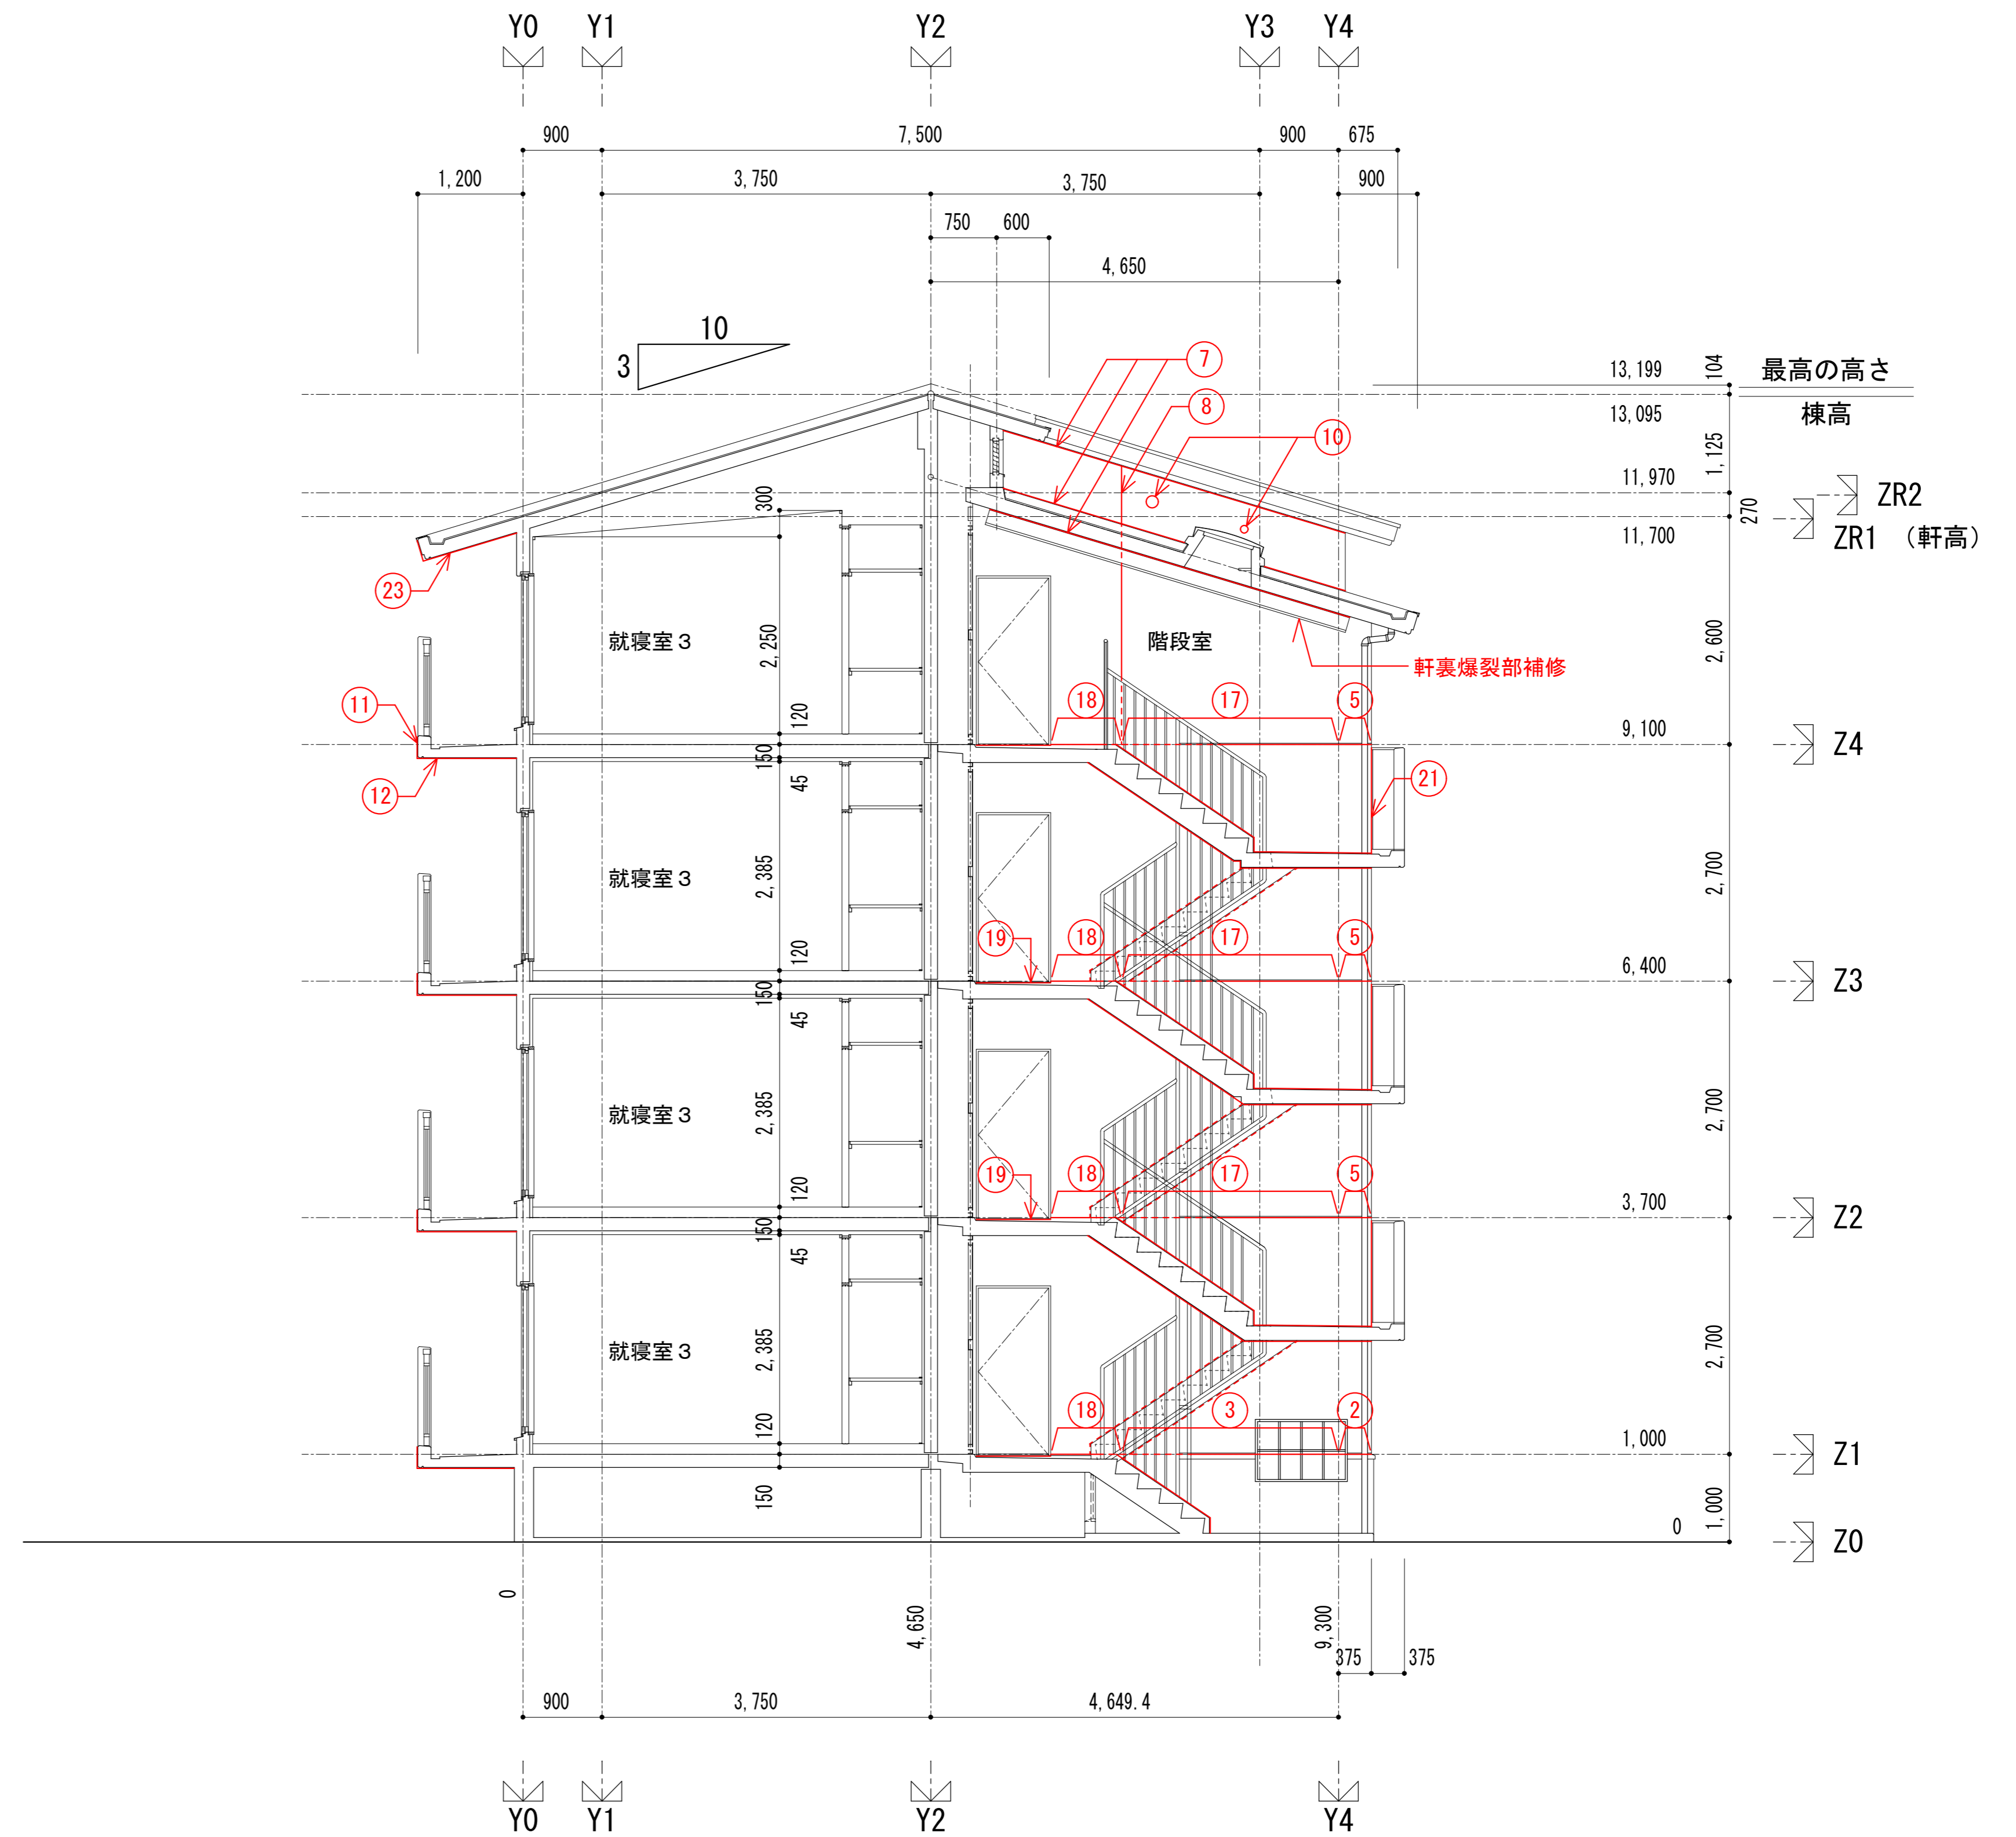 Y0 Y1 Y2 Y3 Y4
900 7,500 900 675
1,200 3,750 3,750 900
750 600
4,650
10
3
7
8
10
13,199 104 最高の高さ
13,095 棟高
1,125
11,970 ZR2
270
11,700 ZR1 （軒高）
300
23
就寝室３ 2,250 階段室 2,600
軒裏爆裂部補修
11 120 18 17 5
9,100 Z4
150
12 45 21
就寝室３ 2,385 2,700
19 18 17 5
120
6,400 Z3
150
45
就寝室３ 2,385 2,700
19 18 17 5
120
3,700 Z2
150
45
就寝室３ 2,385 2,700
18 3 2
120
1,000 Z1
150 1,000
0 Z0
0 4,650 9,300
375 375
900 3,750 4,649.4
Y0 Y1 Y2 Y4